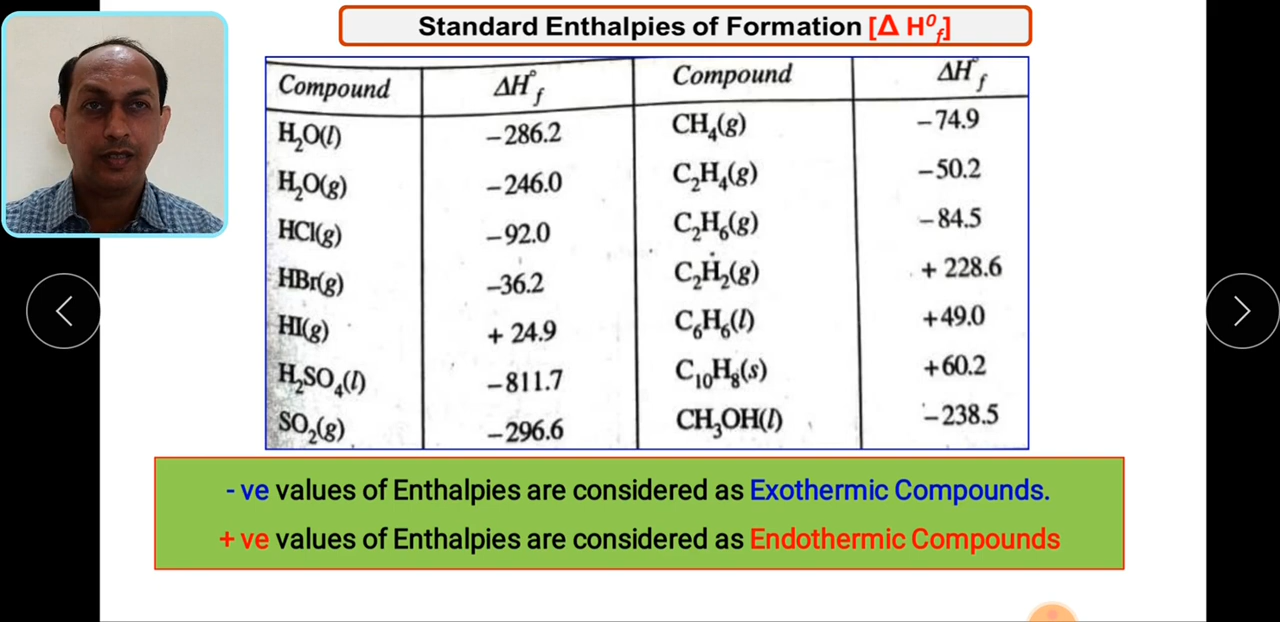 Standard Enthalpies of Formation [Δ H⁰f]
Compound ΔH°f Compound ΔH°f
H₂O(l) −286.2 CH₄(g) −74.9
H₂O(g) −246.0 C₂H₄(g) −50.2
HCl(g) −92.0 C₂H₆(g) −84.5
HBr(g) −36.2 C₂H₂(g) + 228.6
HI(g) + 24.9 C₆H₆(l) +49.0
H₂SO₄(l) −811.7 C₁₀H₈(s) +60.2
SO₂(g) −296.6 CH₃OH(l) −238.5
- ve values of Enthalpies are considered as Exothermic Compounds.
+ ve values of Enthalpies are considered as Endothermic Compounds